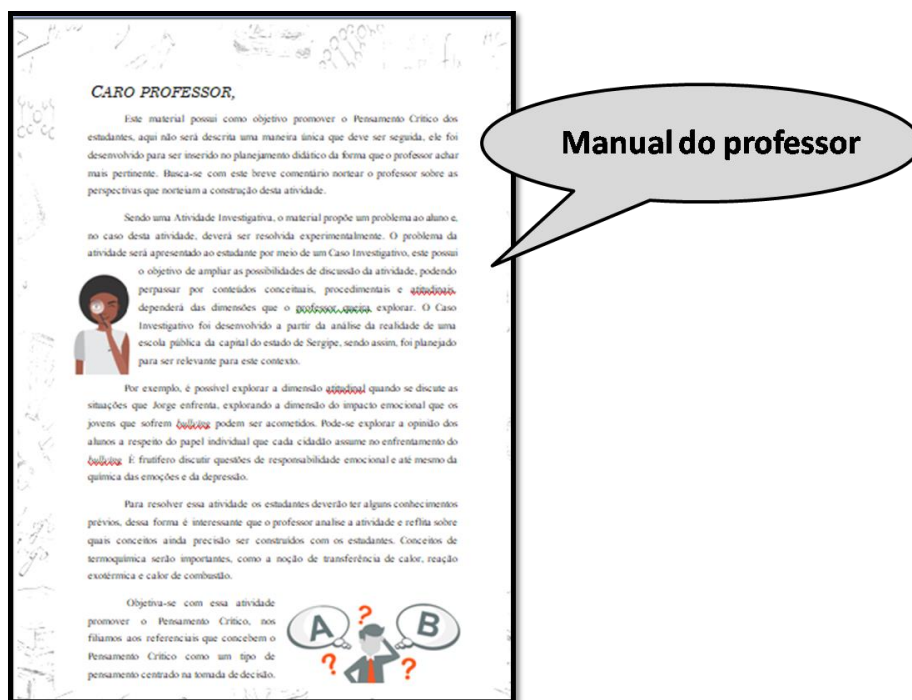 CARO PROFESSOR,
Este material possui como objetivo promover o Pensamento Crítico dos
estudantes, aqui não será descrita uma maneira única que deve ser seguida, ele foi
desenvolvido para ser inserido no planejamento didático da forma que o professor achar
mais pertinente. Busca-se com este breve comentário nortear o professor sobre as
perspectivas que norteiam a construção desta atividade.
Sendo uma Atividade Investigativa, o material propõe um problema ao aluno e,
no caso desta atividade, deverá ser resolvida experimentalmente. O problema da
atividade será apresentado ao estudante por meio de um Caso Investigativo, este possui
o objetivo de ampliar as possibilidades de discussão da atividade, podendo
perpassar por conteúdos conceituais, procedimentais e atitudinais,
dependerá das dimensões que o professor queira explorar. O Caso
Investigativo foi desenvolvido a partir da análise da realidade de uma
escola pública da capital do estado de Sergipe, sendo assim, foi planejado
para ser relevante para este contexto.
Por exemplo, é possível explorar a dimensão atitudinal quando se discute as
situações que Jorge enfrenta, explorando a dimensão do impacto emocional que os
jovens que sofrem bullying podem ser acometidos. Pode-se explorar a opinião dos
alunos a respeito do papel individual que cada cidadão assume no enfrentamento do
bullying. É frutífero discutir questões de responsabilidade emocional e até mesmo da
química das emoções e da depressão.
Para resolver essa atividade os estudantes deverão ter alguns conhecimentos
prévios, dessa forma é interessante que o professor analise a atividade e reflita sobre
quais conceitos ainda precisão ser construídos com os estudantes. Conceitos de
termoquímica serão importantes, como a noção de transferência de calor, reação
exotérmica e calor de combustão.
Objetiva-se com essa atividade
promover o Pensamento Crítico, nos
filiamos aos referenciais que concebem o
Pensamento Crítico como um tipo de
pensamento centrado na tomada de decisão.
A ? B
? ?
Manual do professor